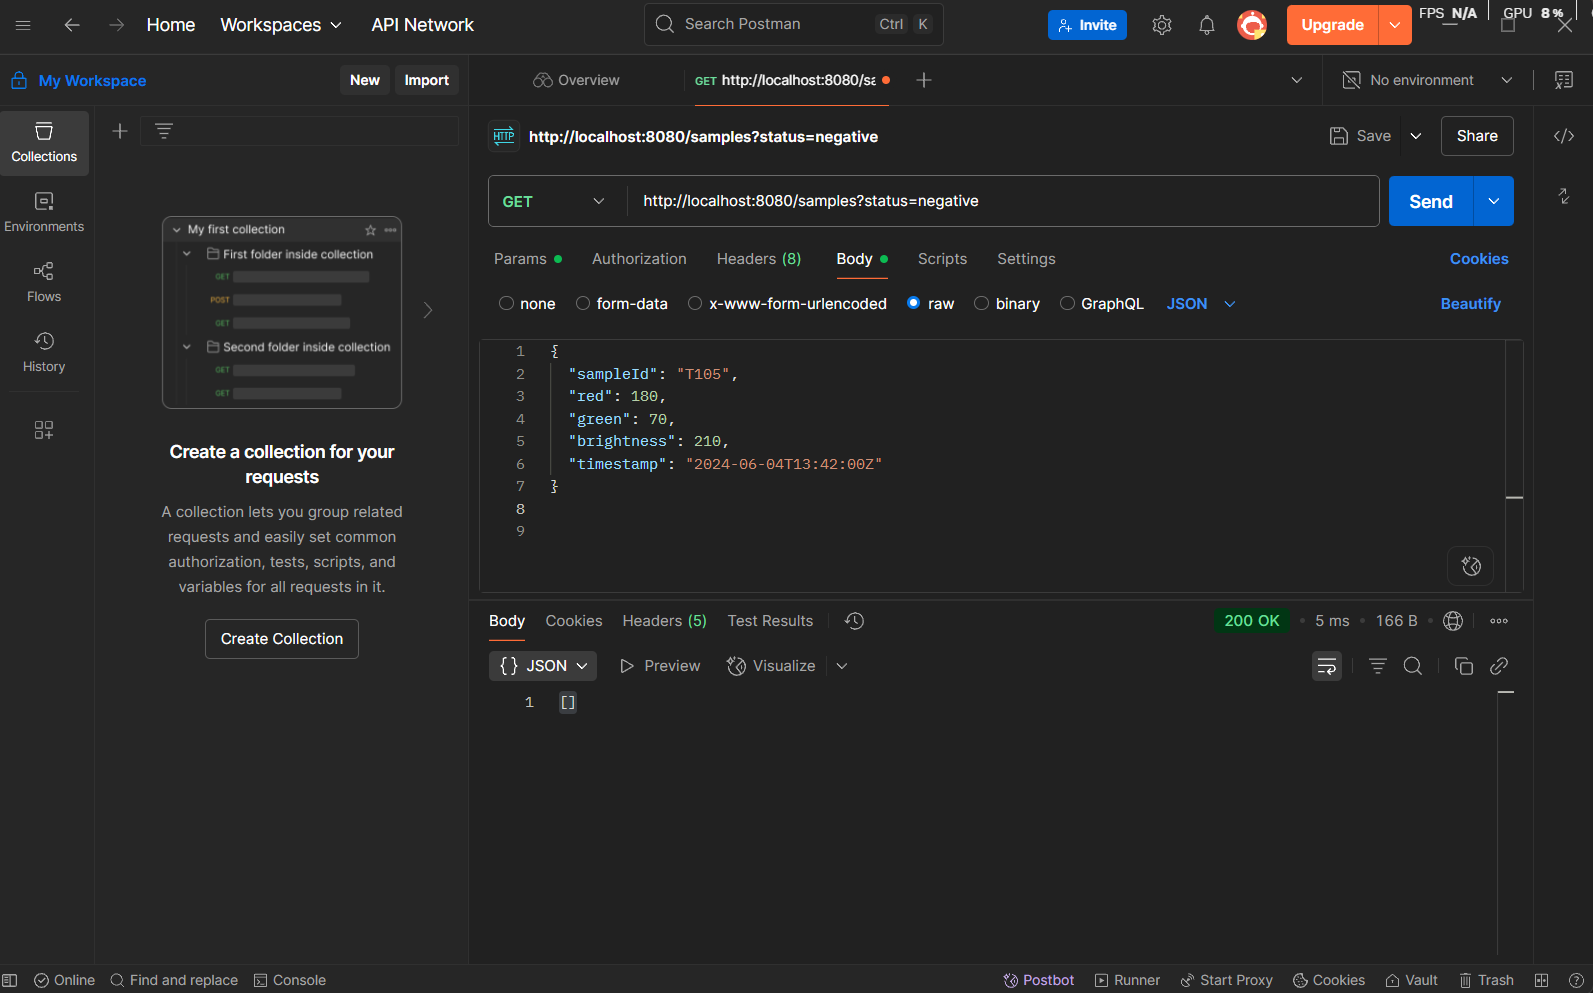 Home Workspaces API Network
Search Postman Ctrl K
Invite
Upgrade
FPS N/A GPU 8 %
My Workspace
New Import
Overview
GET http://localhost:8080/sa
No environment
Collections
Environments
Flows
History
My first collection
First folder inside collection
GET
POST
GET
Second folder inside collection
GET
GET
Create a collection for your
requests
A collection lets you group related
requests and easily set common
authorization, tests, scripts, and
variables for all requests in it.
Create Collection
HTTP http://localhost:8080/samples?status=negative
Save Share
GET http://localhost:8080/samples?status=negative Send
Params Authorization Headers (8) Body Scripts Settings Cookies
none form-data x-www-form-urlencoded raw binary GraphQL JSON Beautify
1 {
2 "sampleId": "T105",
3 "red": 180,
4 "green": 70,
5 "brightness": 210,
6 "timestamp": "2024-06-04T13:42:00Z"
7 }
8
9
Body Cookies Headers (5) Test Results 200 OK • 5 ms • 166 B
{} JSON Preview Visualize
1 []
Online Find and replace Console Postbot Runner Start Proxy Cookies Vault Trash